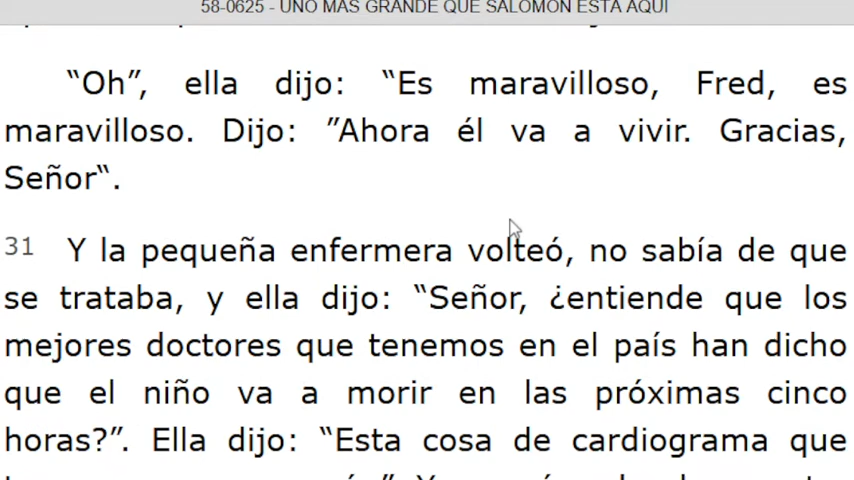 58-0625 - UNO MAS GRANDE QUE SALOMON ESTA AQUI
“Oh”, ella dijo: “Es maravilloso, Fred, es
maravilloso. Dijo: ”Ahora él va a vivir. Gracias,
Señor“.
31 Y la pequeña enfermera volteó, no sabía de que
se trataba, y ella dijo: “Señor, ¿entiende que los
mejores doctores que tenemos en el país han dicho
que el niño va a morir en las próximas cinco
horas?”. Ella dijo: “Esta cosa de cardiograma que